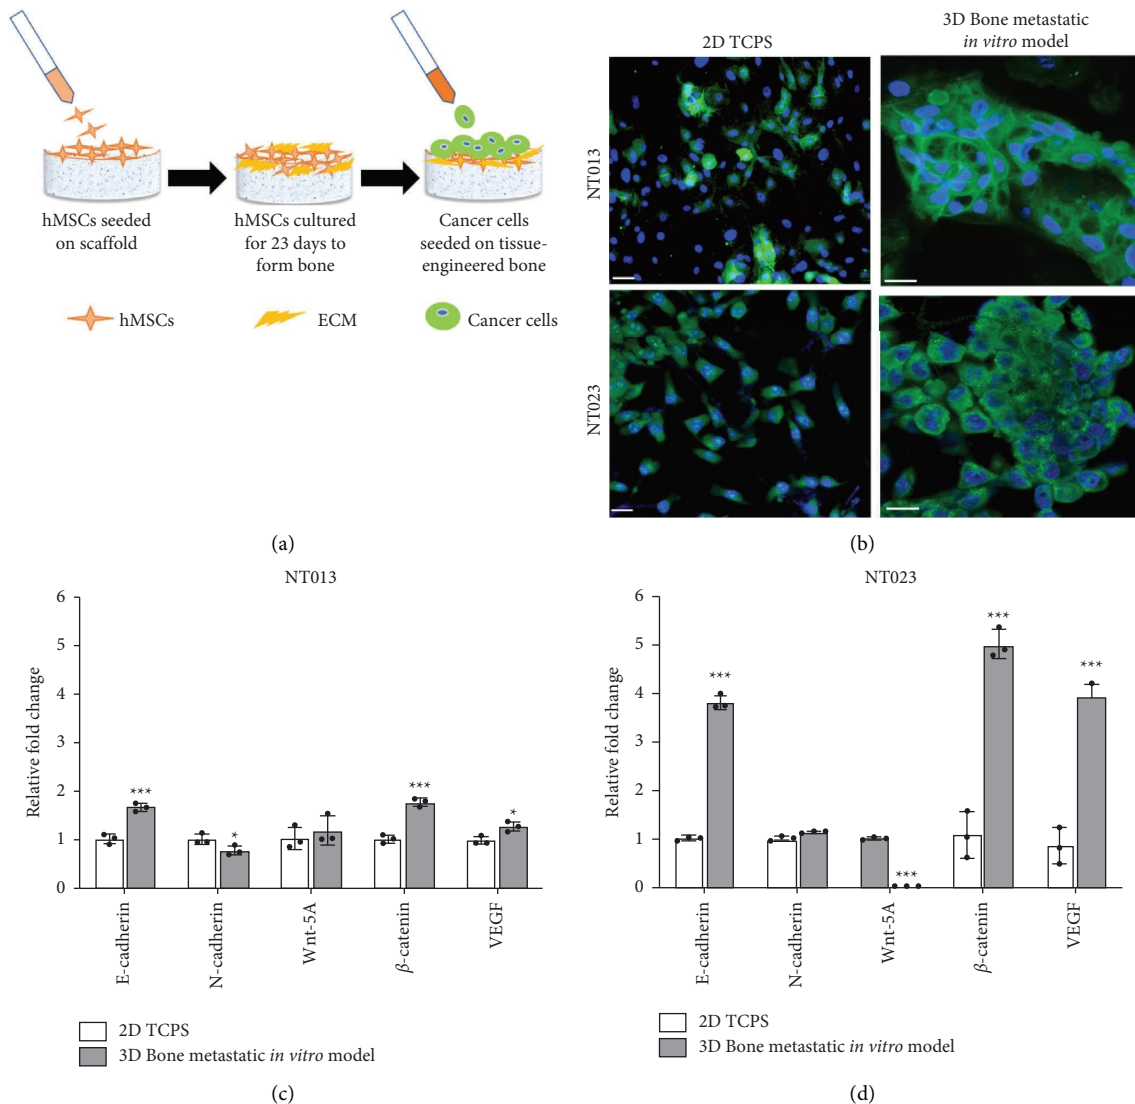 hMSCs seeded
on scaffold
hMSCs cultured
for 23 days to
form bone
Cancer cells
seeded on tissue-
engineered bone
hMSCs
ECM
Cancer cells
(a)
2D TCPS
3D Bone metastatic
in vitro model
NT013
NT023
(b)
NT013
Relative fold change
6
5
4
3
2
1
0
***
*
***
*
E-cadherin
N-cadherin
Wnt-5A
β-catenin
VEGF
2D TCPS
3D Bone metastatic in vitro model
(c)
NT023
Relative fold change
6
5
4
3
2
1
0
***
***
***
***
E-cadherin
N-cadherin
Wnt-5A
β-catenin
VEGF
2D TCPS
3D Bone metastatic in vitro model
(d)